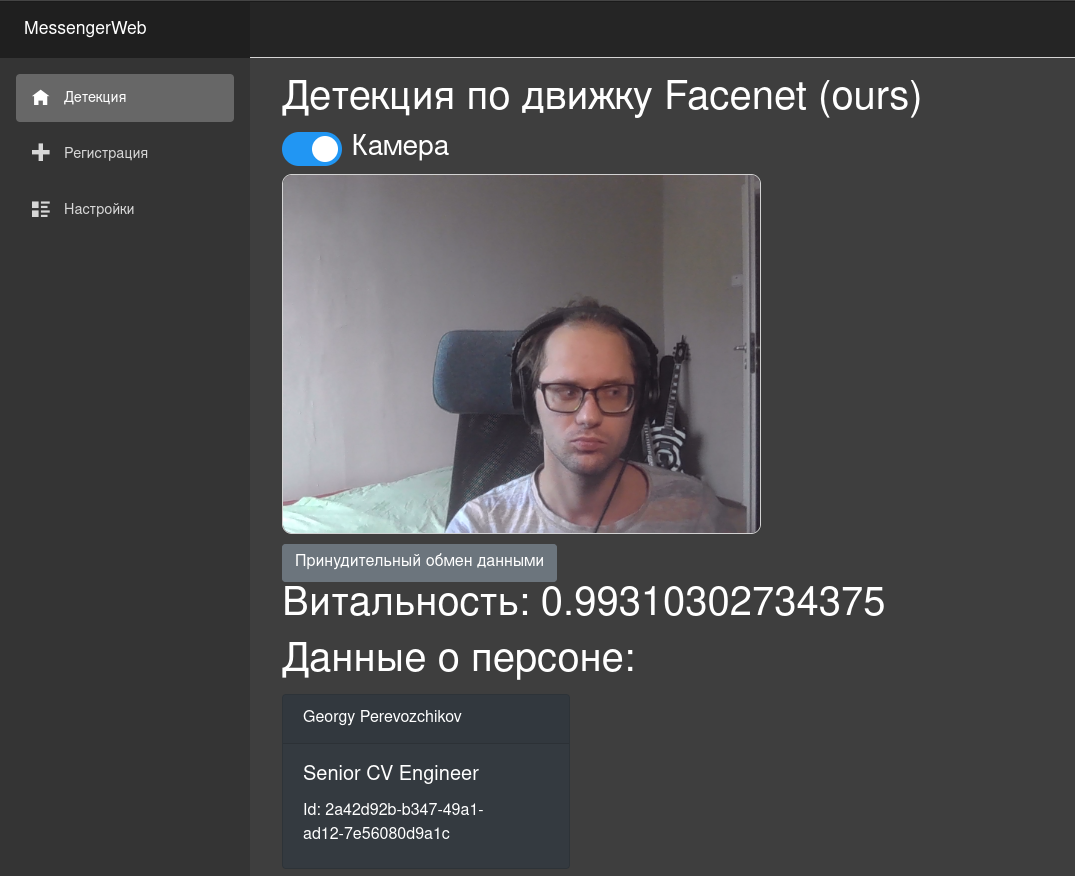 MessengerWeb
Детекция
Регистрация
Настройки
Детекция по движку Facenet (ours)
Камера
Принудительный обмен данными
Витальность: 0.99310302734375
Данные о персоне:
Georgy Perevozchikov
Senior CV Engineer
Id: 2a42d92b-b347-49a1-
ad12-7e56080d9a1c